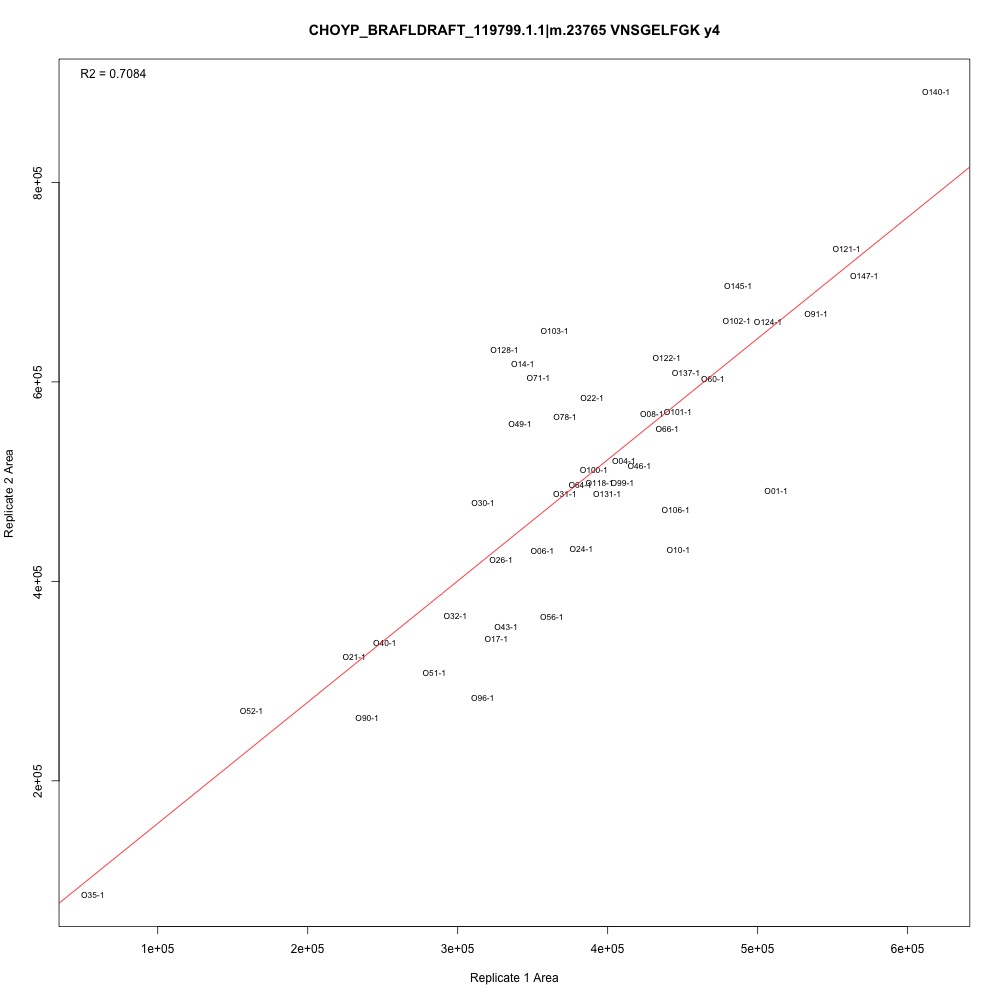 CHOYP_BRAFLDRAFT_119799.1.1|m.23765 VNSGELFGK y4
R2 = 0.7084
O140-1
8e+05
O121-1
O147-1
O145-1
O91-1
O102-1
O124-1
O103-1
O128-1
O122-1
O14-1
O137-1
O71-1
O60-1
6e+05
O22-1
O78-1
O08-1
O101-1
O49-1
O66-1
O04-1
O46-1
O100-1
O64-1
O118-1
O99-1
O31-1
O131-1
O01-1
O30-1
O106-1
Replicate 2 Area
O06-1
O24-1
O10-1
O26-1
4e+05
O32-1
O56-1
O43-1
O17-1
O40-1
O21-1
O51-1
O96-1
O52-1
O90-1
2e+05
O35-1
1e+05 2e+05 3e+05 4e+05 5e+05 6e+05
Replicate 1 Area